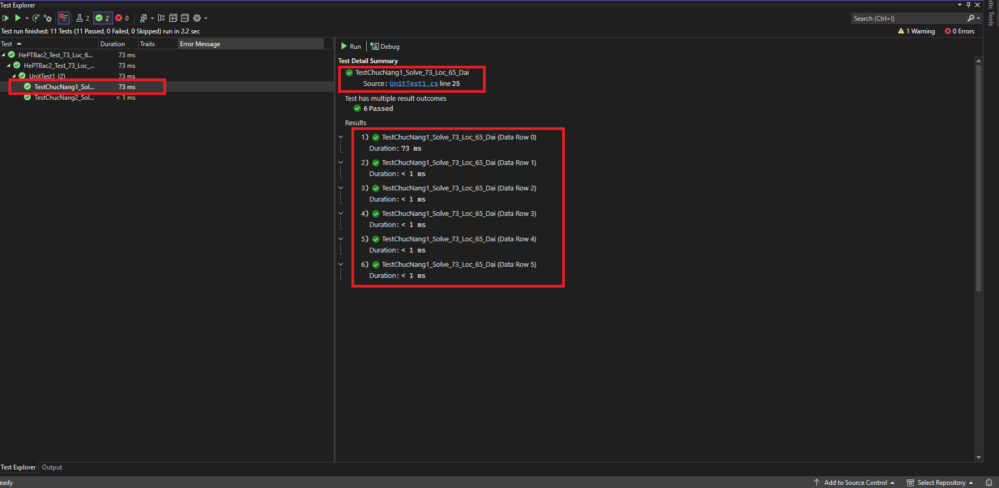 Test Explorer
2 2 0
Search (Ctrl+I)
Test run finished: 11 Tests (11 Passed, 0 Failed, 0 Skipped) run in 2.2 sec
1 Warning 0 Errors
Test Duration Traits Error Message
HePTBac2_Test_73_Loc_6... 73 ms
HePTBac2_Test_73_Loc_... 73 ms
UnitTest1 (2) 73 ms
TestChucNang1_Sol... 73 ms
TestChucNang2_Sol... < 1 ms
Run Debug
Test Detail Summary
TestChucNang1_Solve_73_Loc_65_Dai
Source: UnitTest1.cs line 25
Test has multiple result outcomes
6 Passed
Results
1) TestChucNang1_Solve_73_Loc_65_Dai (Data Row 0)
Duration: 73 ms
2) TestChucNang1_Solve_73_Loc_65_Dai (Data Row 1)
Duration: < 1 ms
3) TestChucNang1_Solve_73_Loc_65_Dai (Data Row 2)
Duration: < 1 ms
4) TestChucNang1_Solve_73_Loc_65_Dai (Data Row 3)
Duration: < 1 ms
5) TestChucNang1_Solve_73_Loc_65_Dai (Data Row 4)
Duration: < 1 ms
6) TestChucNang1_Solve_73_Loc_65_Dai (Data Row 5)
Duration: < 1 ms
stic Tools
Test Explorer Output
eady
Add to Source Control Select Repository